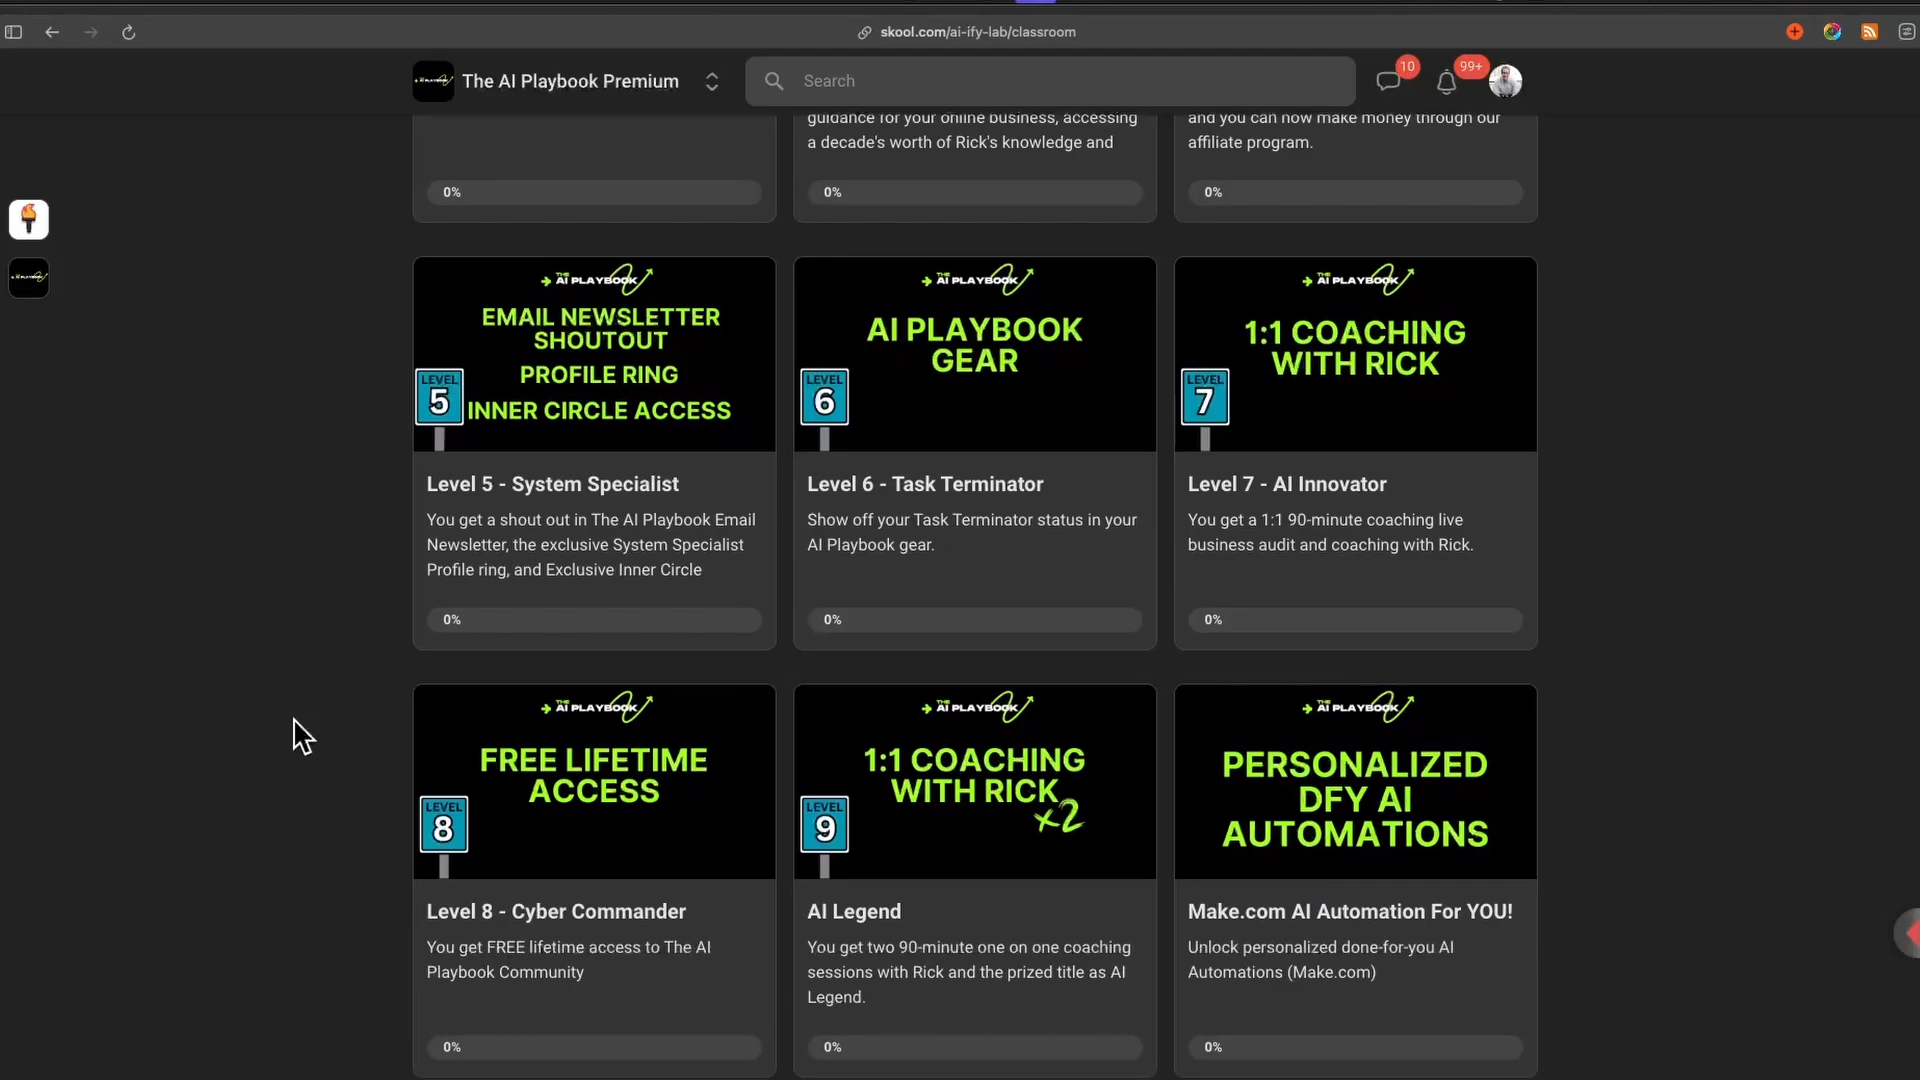 skool.com/ai-ify-lab/classroom
The AI Playbook Premium
Search
10
99+
guidance for your online business, accessing
a decade's worth of Rick's knowledge and
and you can now make money through our
affiliate program.
0%
0%
0%
THE
AI PLAYBOOK
EMAIL NEWSLETTER
SHOUTOUT
PROFILE RING
INNER CIRCLE ACCESS
LEVEL
5
Level 5 - System Specialist
You get a shout out in The AI Playbook Email
Newsletter, the exclusive System Specialist
Profile ring, and Exclusive Inner Circle
0%
THE
AI PLAYBOOK
AI PLAYBOOK
GEAR
LEVEL
6
Level 6 - Task Terminator
Show off your Task Terminator status in your
AI Playbook gear.
0%
THE
AI PLAYBOOK
1:1 COACHING
WITH RICK
LEVEL
7
Level 7 - AI Innovator
You get a 1:1 90-minute coaching live
business audit and coaching with Rick.
0%
THE
AI PLAYBOOK
FREE LIFETIME
ACCESS
LEVEL
8
Level 8 - Cyber Commander
You get FREE lifetime access to The AI
Playbook Community
0%
THE
AI PLAYBOOK
1:1 COACHING
WITH RICK
x2
LEVEL
9
AI Legend
You get two 90-minute one on one coaching
sessions with Rick and the prized title as AI
Legend.
0%
THE
AI PLAYBOOK
PERSONALIZED
DFY AI
AUTOMATIONS
Make.com AI Automation For YOU!
Unlock personalized done-for-you AI
Automations (Make.com)
0%